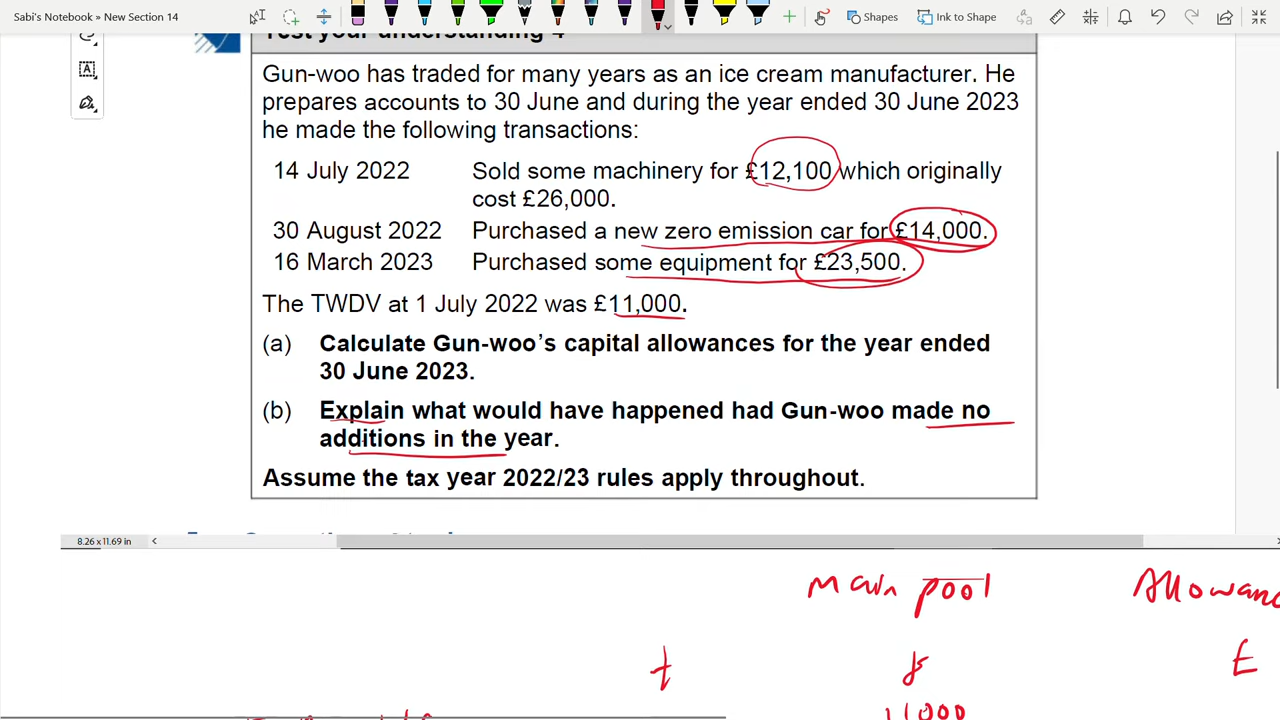 Sabi's Notebook » New Section 14
Shapes
Ink to Shape
Test your understanding 4
Gun-woo has traded for many years as an ice cream manufacturer. He
prepares accounts to 30 June and during the year ended 30 June 2023
he made the following transactions:
14 July 2022 Sold some machinery for £12,100 which originally
cost £26,000.
30 August 2022 Purchased a new zero emission car for £14,000.
16 March 2023 Purchased some equipment for £23,500.
The TWDV at 1 July 2022 was £11,000.
(a) Calculate Gun-woo's capital allowances for the year ended
30 June 2023.
(b) Explain what would have happened had Gun-woo made no
additions in the year.
Assume the tax year 2022/23 rules apply throughout.
8.26 x 11.69 in
main pool Allowanc
£ £ £
11000